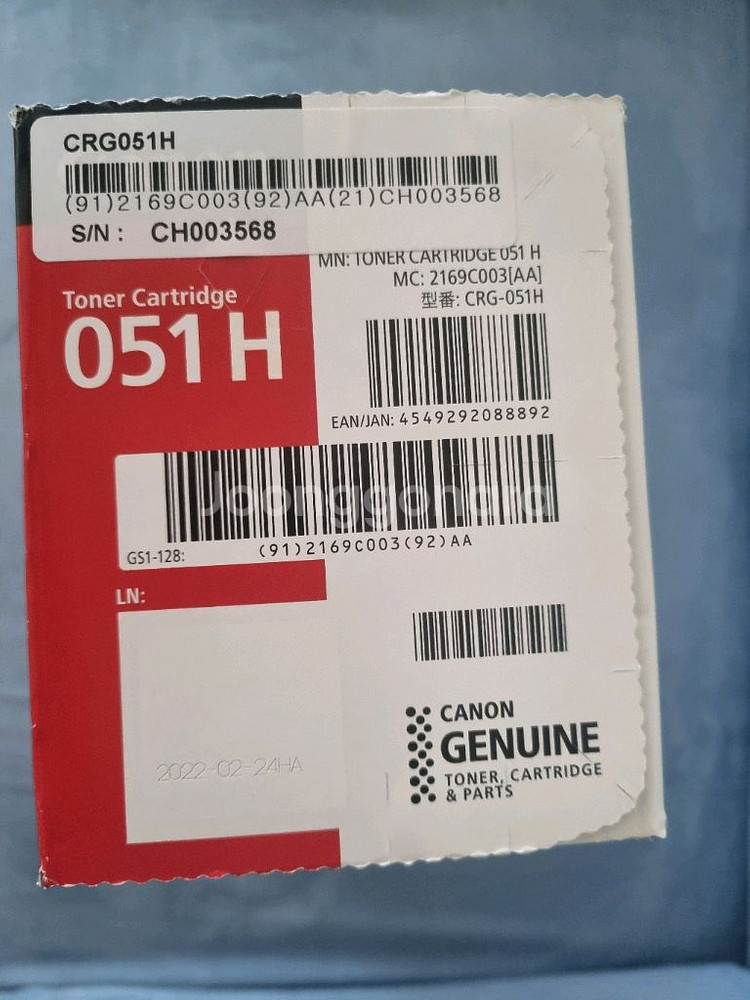 CRG051H
(91)2169C003(92)AA(21)CH003568
S/N : CH003568
MN: TONER CARTRIDGE 051 H
MC: 2169C003[AA]
型番: CRG-051H
Toner Cartridge
051 H
EAN/JAN: 4549292088892
Joonggonara
GS1-128: (91)2169C003(92)AA
LN:
2022-02-24HA
CANON
GENUINE
TONER, CARTRIDGE
& PARTS